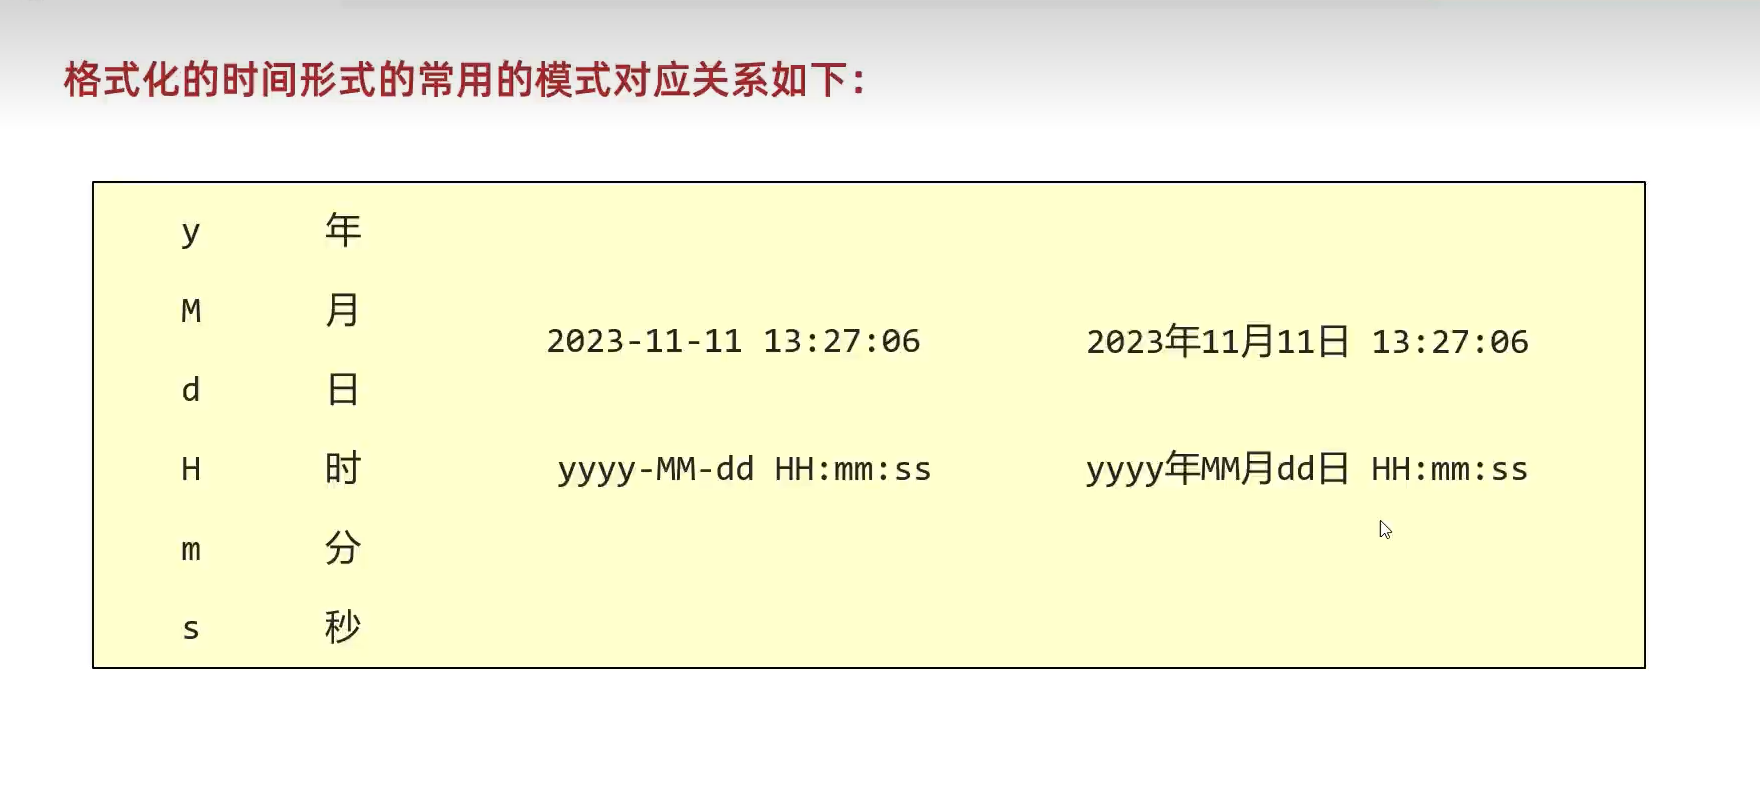 格式化的时间形式的常用的模式对应关系如下：
y 年
M 月
2023-11-11 13:27:06 2023年11月11日 13:27:06
d 日
H 时 yyyy-MM-dd HH:mm:ss yyyy年MM月dd日 HH:mm:ss
m 分
s 秒